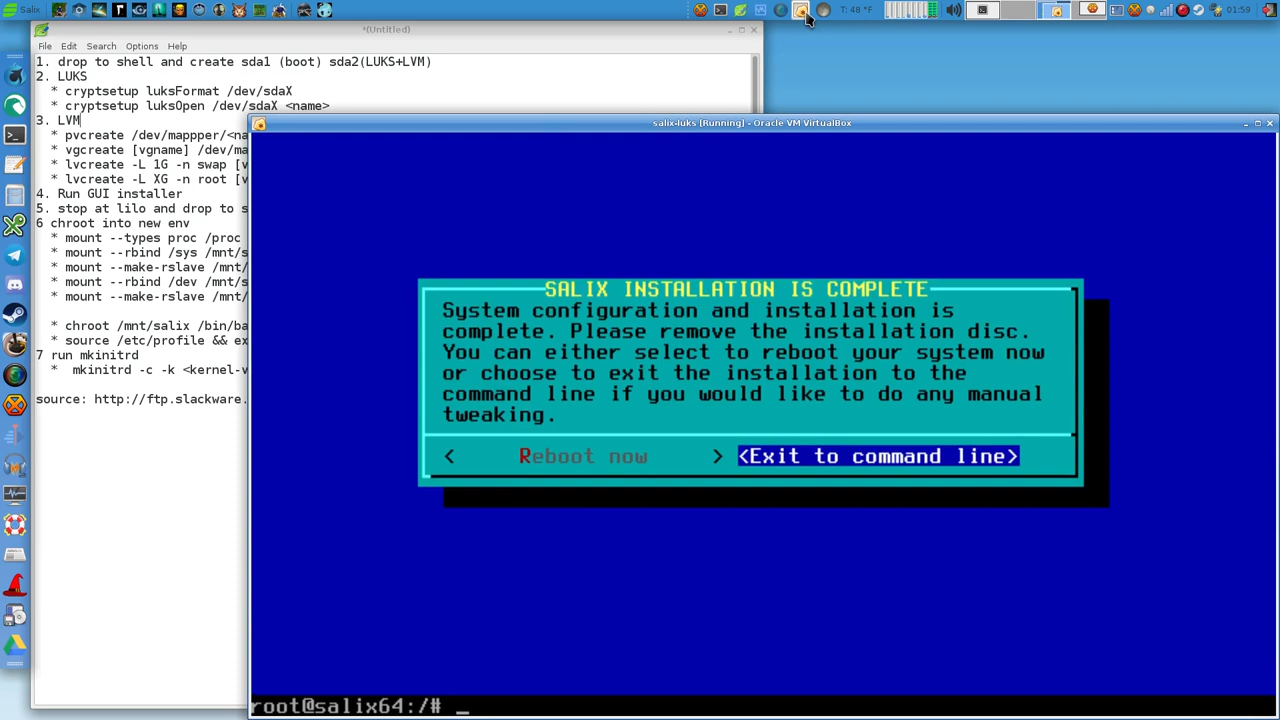 Salix
T: 48 °F
01:59
*(Untitled)
File Edit Search Options Help
1. drop to shell and create sda1 (boot) sda2(LUKS+LVM)
2. LUKS
* cryptsetup luksFormat /dev/sdaX
* cryptsetup luksOpen /dev/sdaX <name>
3. LVM
* pvcreate /dev/mappper/<na
* vgcreate [vgname] /dev/ma
* lvcreate -L 1G -n swap [v
* lvcreate -L XG -n root [v
4. Run GUI installer
5. stop at lilo and drop to s
6 chroot into new env
* mount --types proc /proc
* mount --rbind /sys /mnt/s
* mount --make-rslave /mnt/
* mount --rbind /dev /mnt/s
* mount --make-rslave /mnt/
* chroot /mnt/salix /bin/ba
* source /etc/profile && ex
7 run mkinitrd
* mkinitrd -c -k <kernel-v
source: http://ftp.slackware.
salix-luks [Running] - Oracle VM VirtualBox
SALIX INSTALLATION IS COMPLETE
System configuration and installation is
complete. Please remove the installation disc.
You can either select to reboot your system now
or choose to exit the installation to the
command line if you would like to do any manual
tweaking.
< Reboot now > <Exit to command line>
root@salix64:/# _